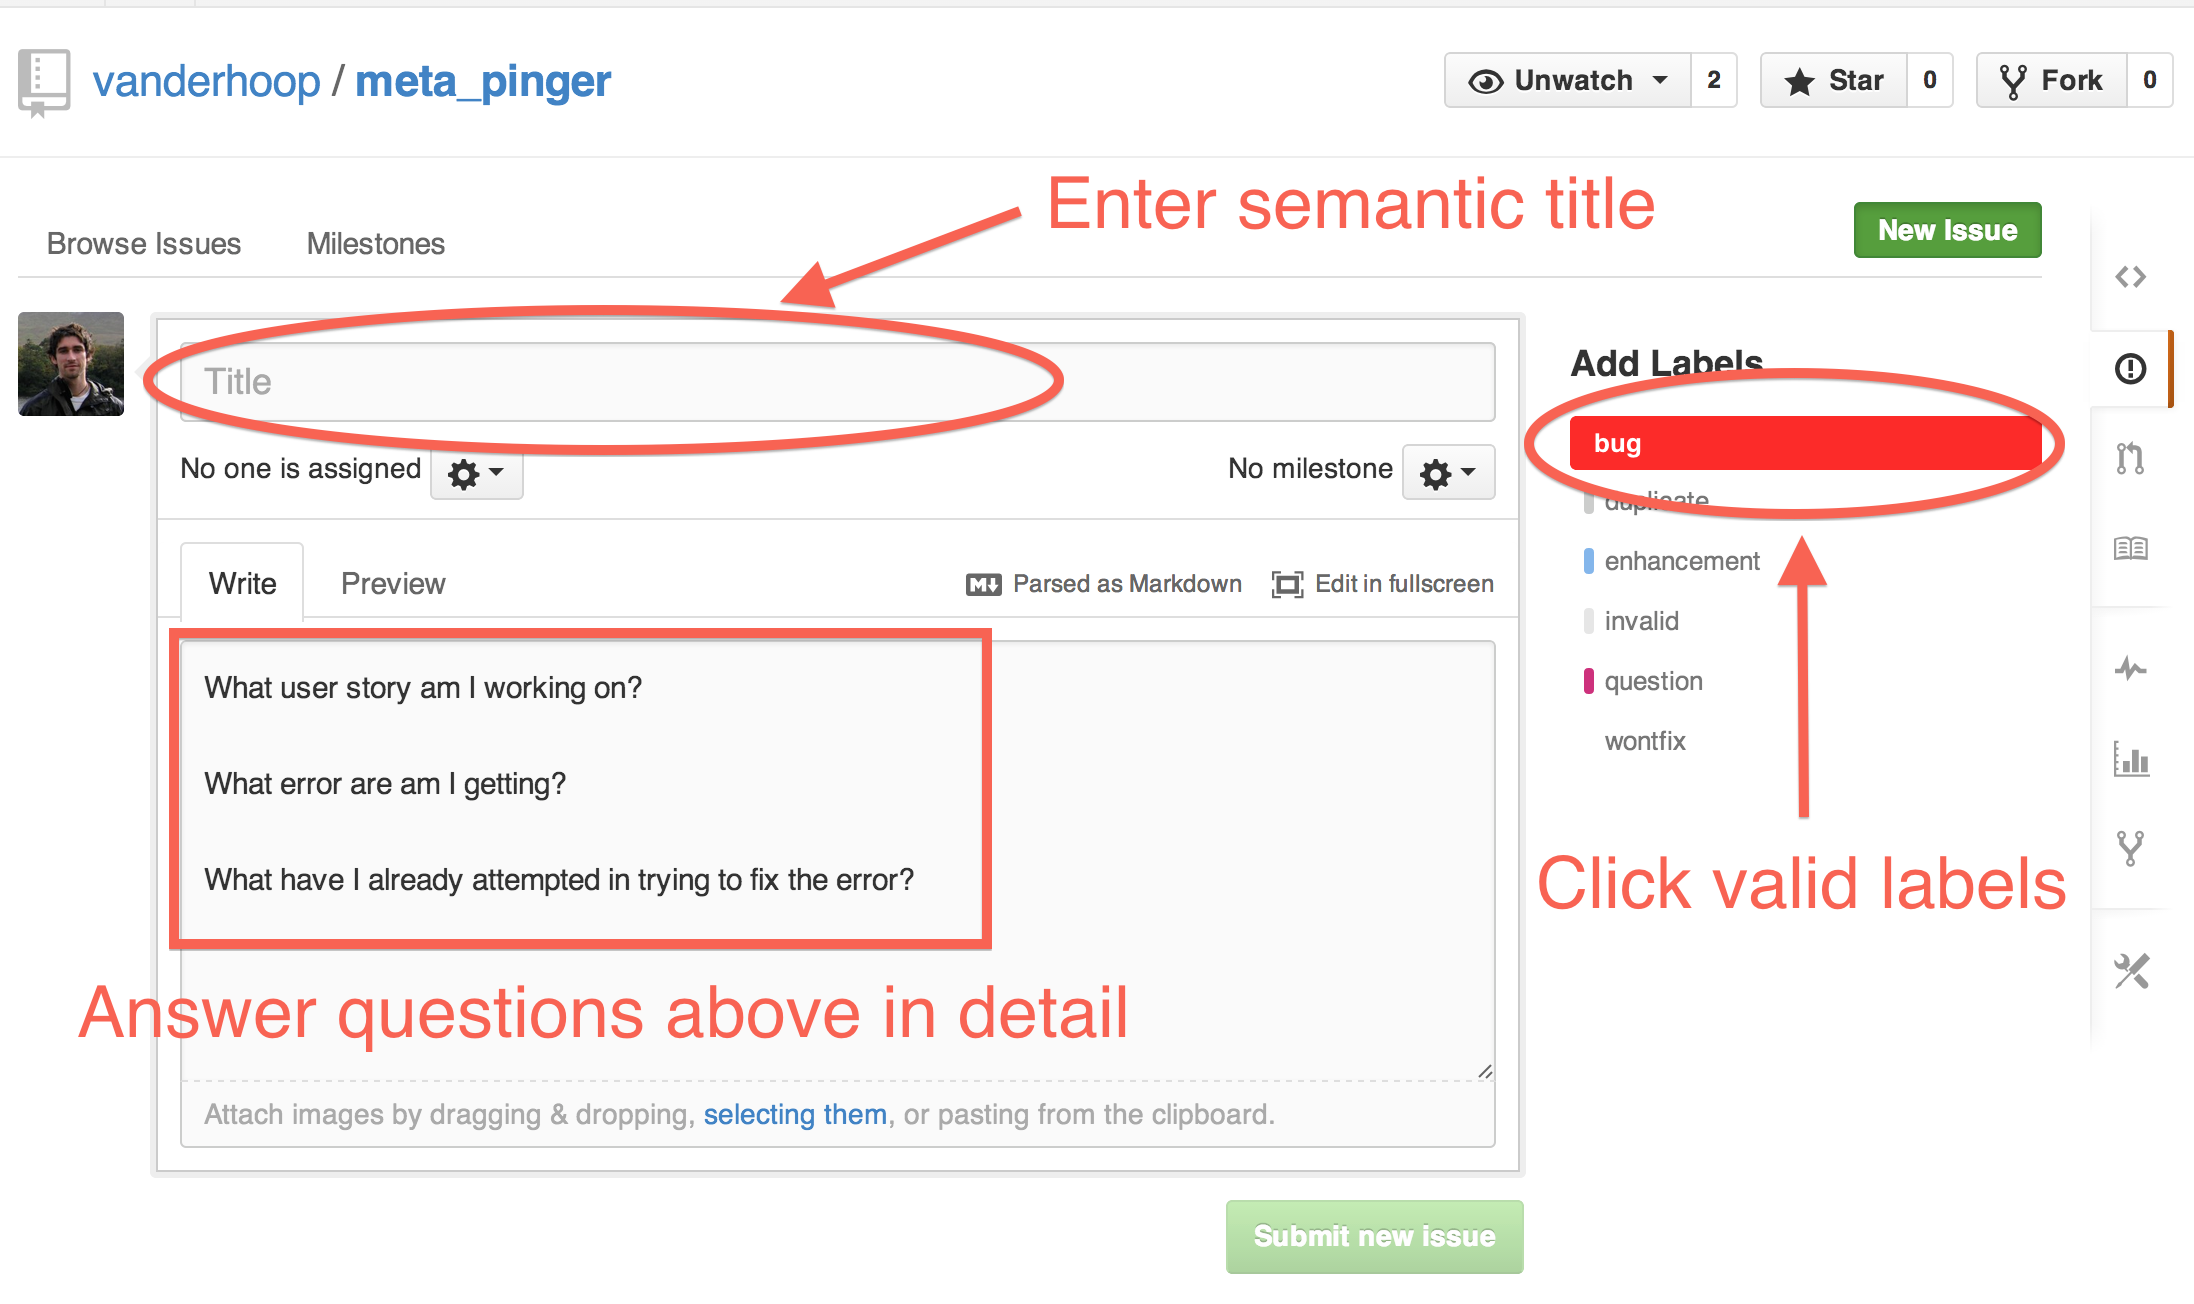 vanderhoop / meta_pinger
Unwatch 2
Star 0
Fork 0
Enter semantic title
Browse Issues
Milestones
New Issue
Title
Add Labels
bug
No one is assigned
No milestone
duplicate
enhancement
invalid
question
wontfix
Write
Preview
Parsed as Markdown
Edit in fullscreen
What user story am I working on?
What error are am I getting?
What have I already attempted in trying to fix the error?
Click valid labels
Answer questions above in detail
Attach images by dragging & dropping, selecting them, or pasting from the clipboard.
Submit new issue